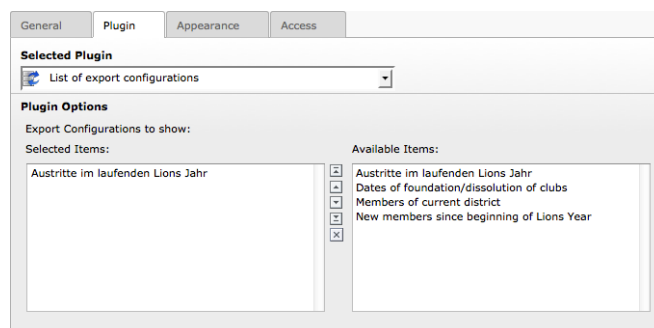 General Plugin Appearance Access
Selected Plugin
List of export configurations
Plugin Options
Export Configurations to show:
Selected Items: Available Items:
Austritte im laufenden Lions Jahr Austritte im laufenden Lions Jahr
Dates of foundation/dissolution of clubs
Members of current district
New members since beginning of Lions Year